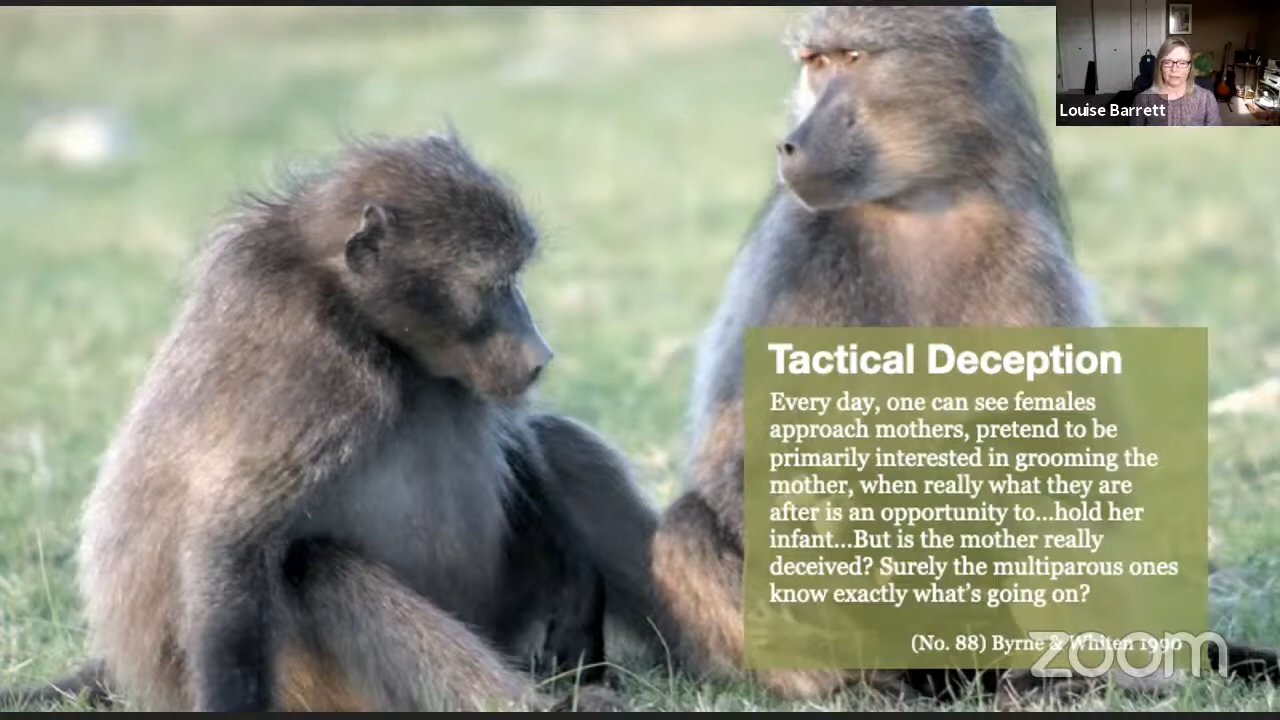 Louise Barrett
Tactical Deception
Every day, one can see females
approach mothers, pretend to be
primarily interested in grooming the
mother, when really what they are
after is an opportunity to...hold her
infant...But is the mother really
deceived? Surely the multiparous ones
know exactly what's going on?
(No. 88) Byrne & Whiten 1990
zoom